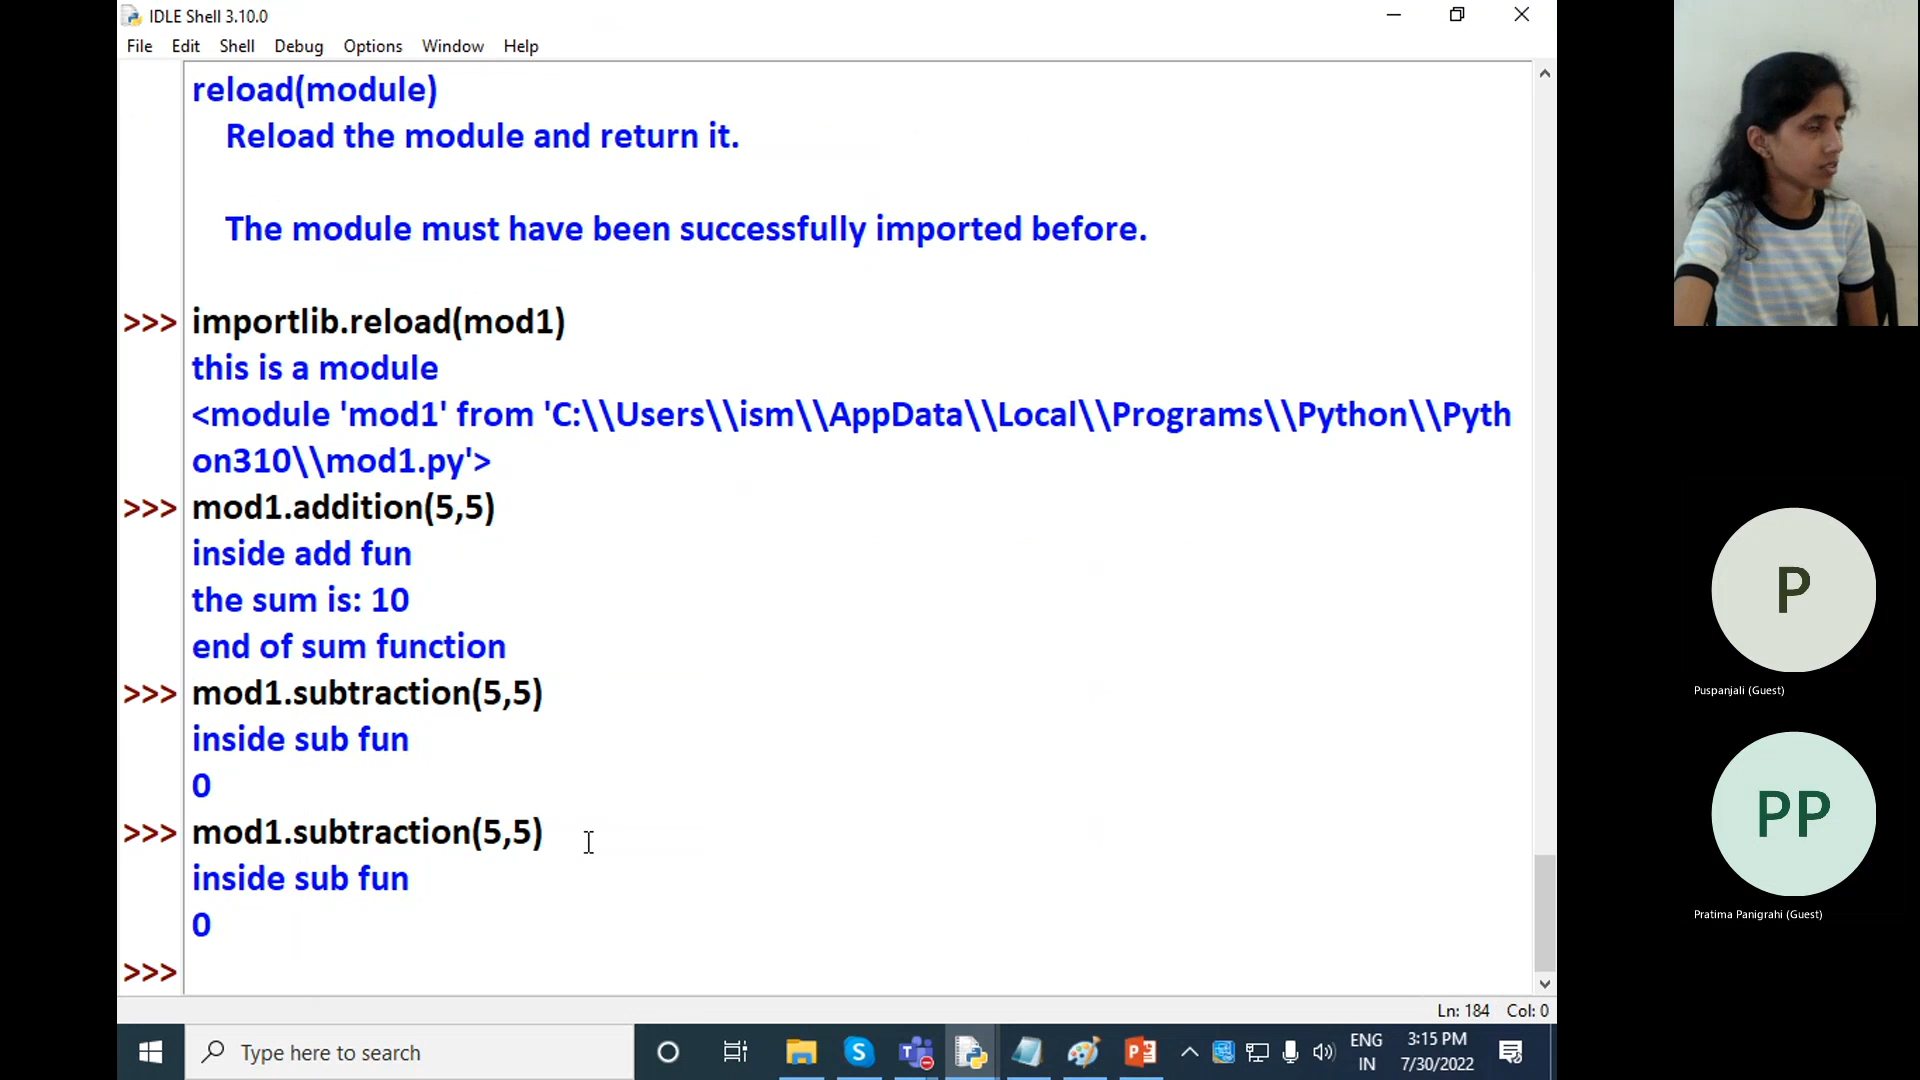 IDLE Shell 3.10.0
File Edit Shell Debug Options Window Help
reload(module)
Reload the module and return it.
The module must have been successfully imported before.
>>> importlib.reload(mod1)
this is a module
<module 'mod1' from 'C:\\Users\\ism\\AppData\\Local\\Programs\\Python\\Pyth
on310\\mod1.py'>
>>> mod1.addition(5,5)
inside add fun
the sum is: 10
end of sum function
>>> mod1.subtraction(5,5)
inside sub fun
0
>>> mod1.subtraction(5,5)
inside sub fun
0
>>>
Ln: 184 Col: 0
Type here to search
ENG
IN
3:15 PM
7/30/2022
P
Puspanjali (Guest)
PP
Pratima Panigrahi (Guest)